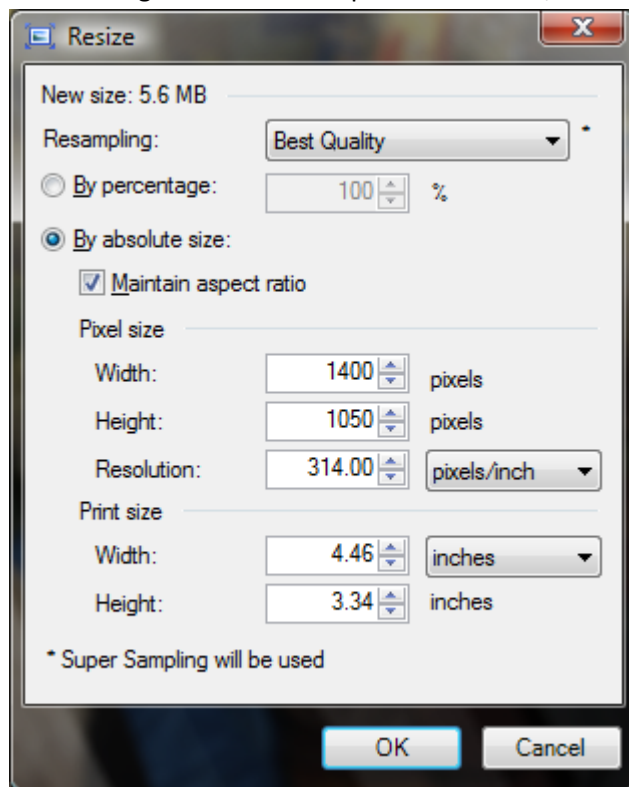 Resize
New size: 5.6 MB
Resampling: Best Quality *
By percentage: 100 %
By absolute size:
Maintain aspect ratio
Pixel size
Width: 1400 pixels
Height: 1050 pixels
Resolution: 314.00 pixels/inch
Print size
Width: 4.46 inches
Height: 3.34 inches
* Super Sampling will be used
OK Cancel